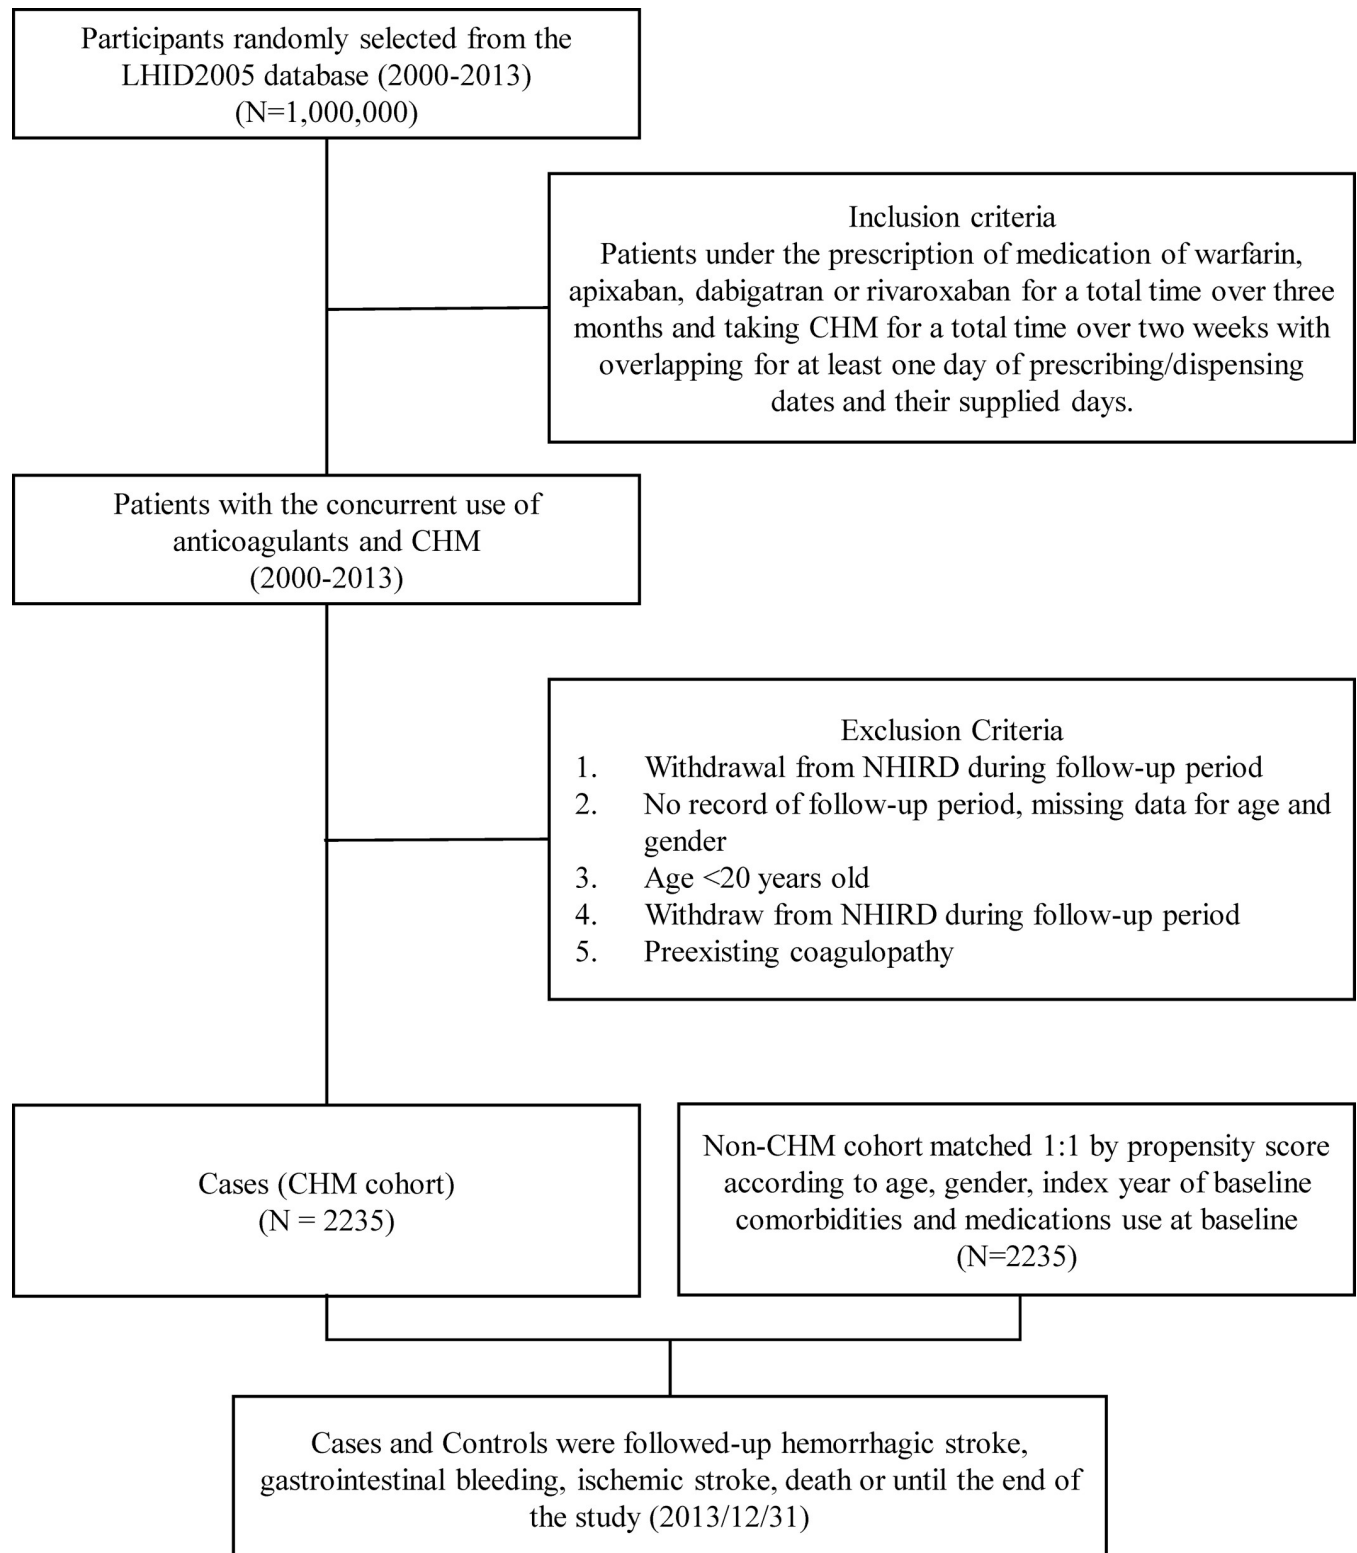 Participants randomly selected from the
LHID2005 database (2000-2013)
(N=1,000,000)
Inclusion criteria
Patients under the prescription of medication of warfarin,
apixaban, dabigatran or rivaroxaban for a total time over three
months and taking CHM for a total time over two weeks with
overlapping for at least one day of prescribing/dispensing
dates and their supplied days.
Patients with the concurrent use of
anticoagulants and CHM
(2000-2013)
Exclusion Criteria
1. Withdrawal from NHIRD during follow-up period
2. No record of follow-up period, missing data for age and
gender
3. Age <20 years old
4. Withdraw from NHIRD during follow-up period
5. Preexisting coagulopathy
Cases (CHM cohort)
(N = 2235)
Non-CHM cohort matched 1:1 by propensity score
according to age, gender, index year of baseline
comorbidities and medications use at baseline
(N=2235)
Cases and Controls were followed-up hemorrhagic stroke,
gastrointestinal bleeding, ischemic stroke, death or until the end of
the study (2013/12/31)